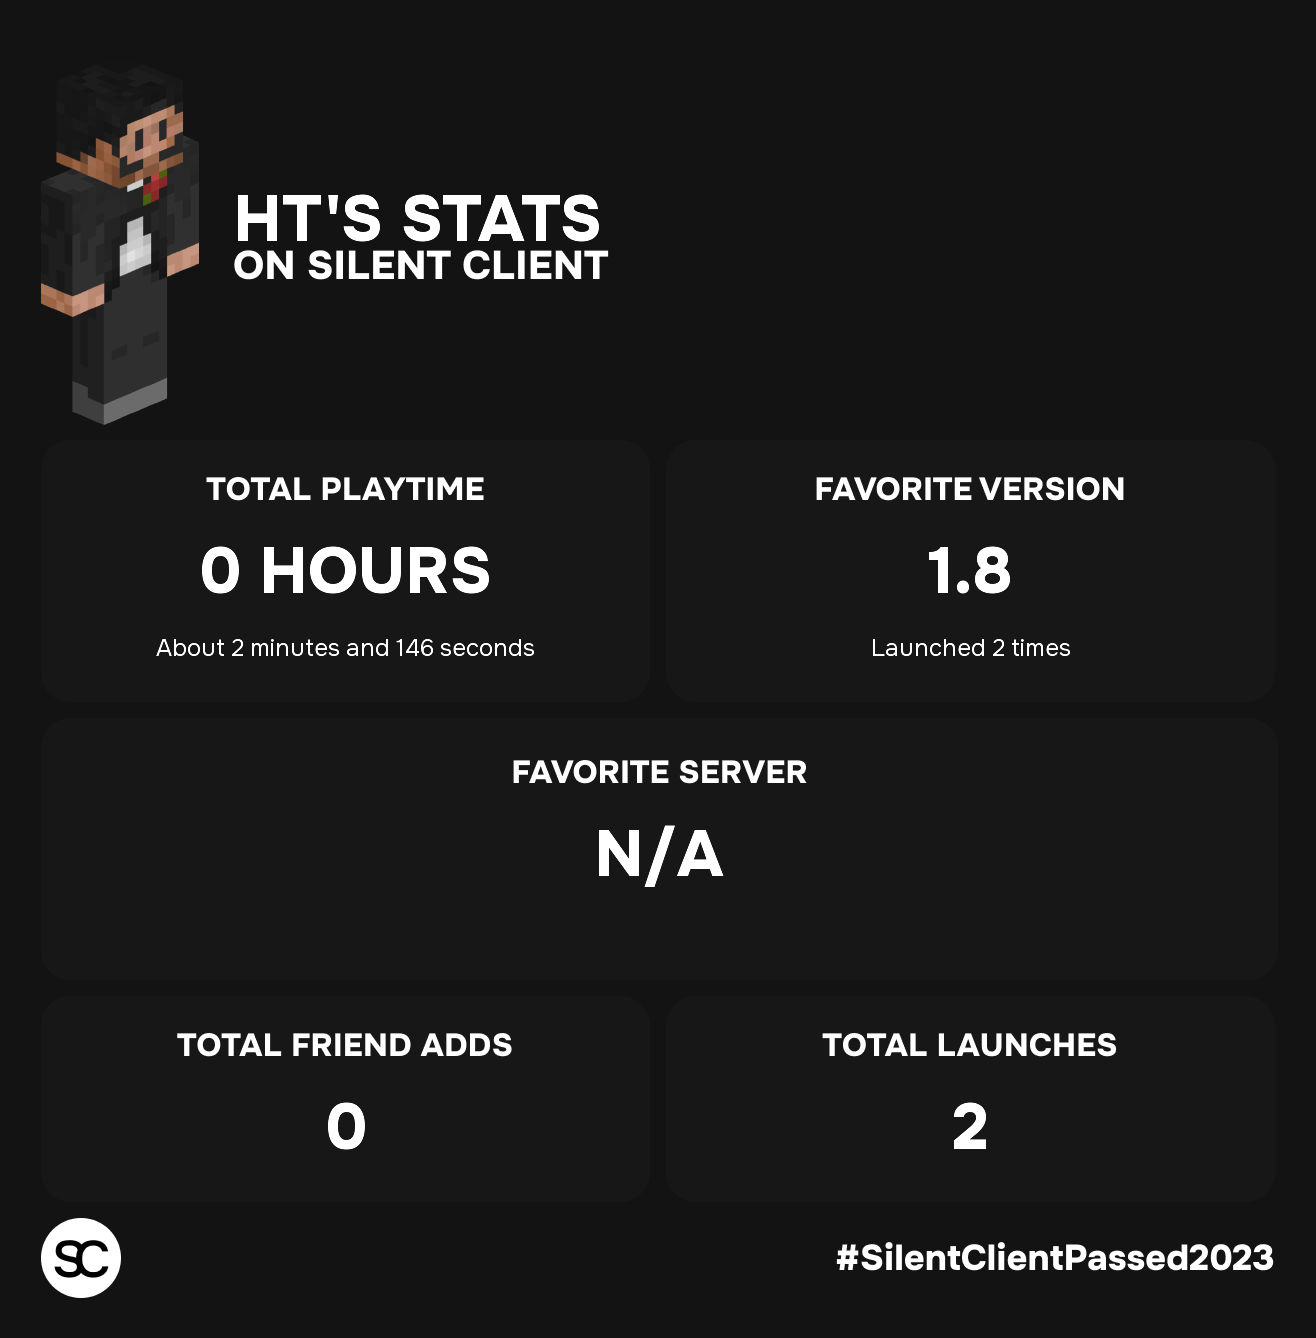 HT'S STATS
ON SILENT CLIENT
TOTAL PLAYTIME
0 HOURS
About 2 minutes and 146 seconds
FAVORITE VERSION
1.8
Launched 2 times
FAVORITE SERVER
N/A
TOTAL FRIEND ADDS
0
TOTAL LAUNCHES
2
SC
#SilentClientPassed2023